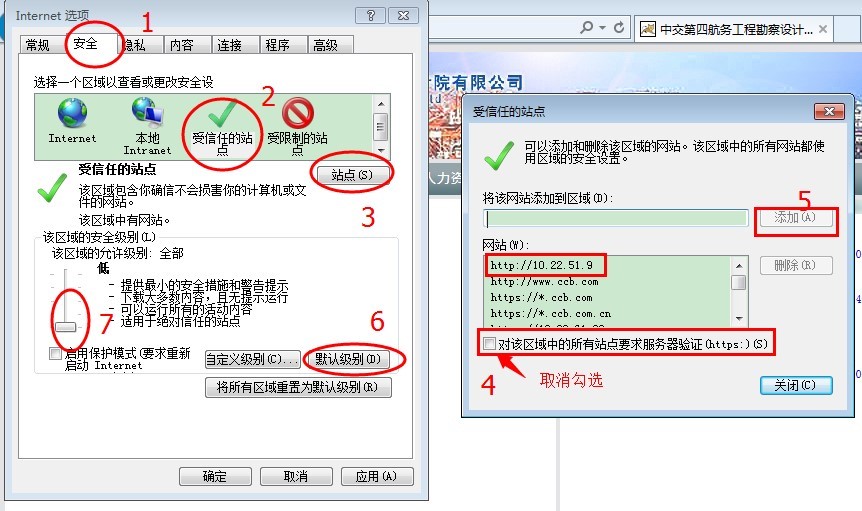 Internet 选项
1
常规
安全
隐私
内容
连接
程序
高级
选择一个区域以查看或更改安全设
2
Internet
本地
Intranet
受信任的站
点
受限制的站
点
受信任的站点
站点(S)
该区域包含你确信不会损害你的计算机或文
件的网站。
3
该区域中有网站。
该区域的安全级别(L)
该区域的允许级别: 全部
低
- 提供最小的安全措施和警告提示
- 下载大多数内容，且无提示运行
- 可以运行所有的活动内容
- 适用于绝对信任的站点
7
6
启用保护模式(要求重新
启动 Internet
自定义级别(C)...
默认级别(D)
将所有区域重置为默认级别(R)
确定
取消
应用(A)
中交第四航务工程勘察设计...
院有限公司
ld
人力资
受信任的站点
可以添加和删除该区域的网站。该区域中的所有网站都使
用区域的安全设置。
将该网站添加到区域(D):
5
添加(A)
网站(W):
http://10.22.51.9
http://www.ccb.com
https://*.ccb.com
https://*.ccb.com.cn
删除(R)
对该区域中的所有站点要求服务器验证(https:)(S)
4
取消勾选
关闭(C)